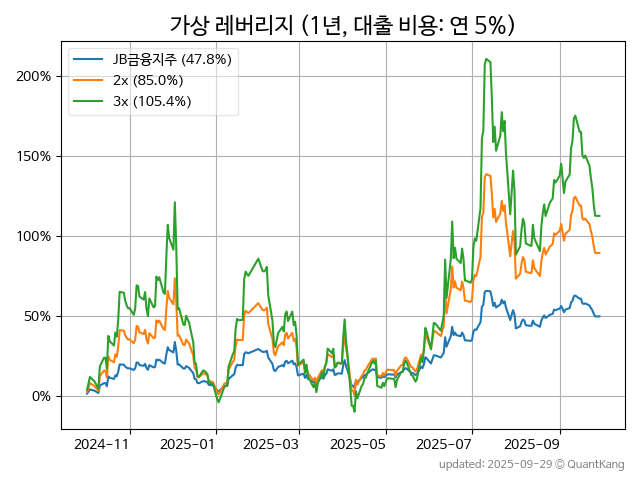 가상 레버리지 (1년, 대출 비용: 연 5%)
JB금융지주 (47.8%)
2x (85.0%)
3x (105.4%)
200%
150%
100%
50%
0%
2024-11 2025-01 2025-03 2025-05 2025-07 2025-09
updated: 2025-09-29 © QuantKang